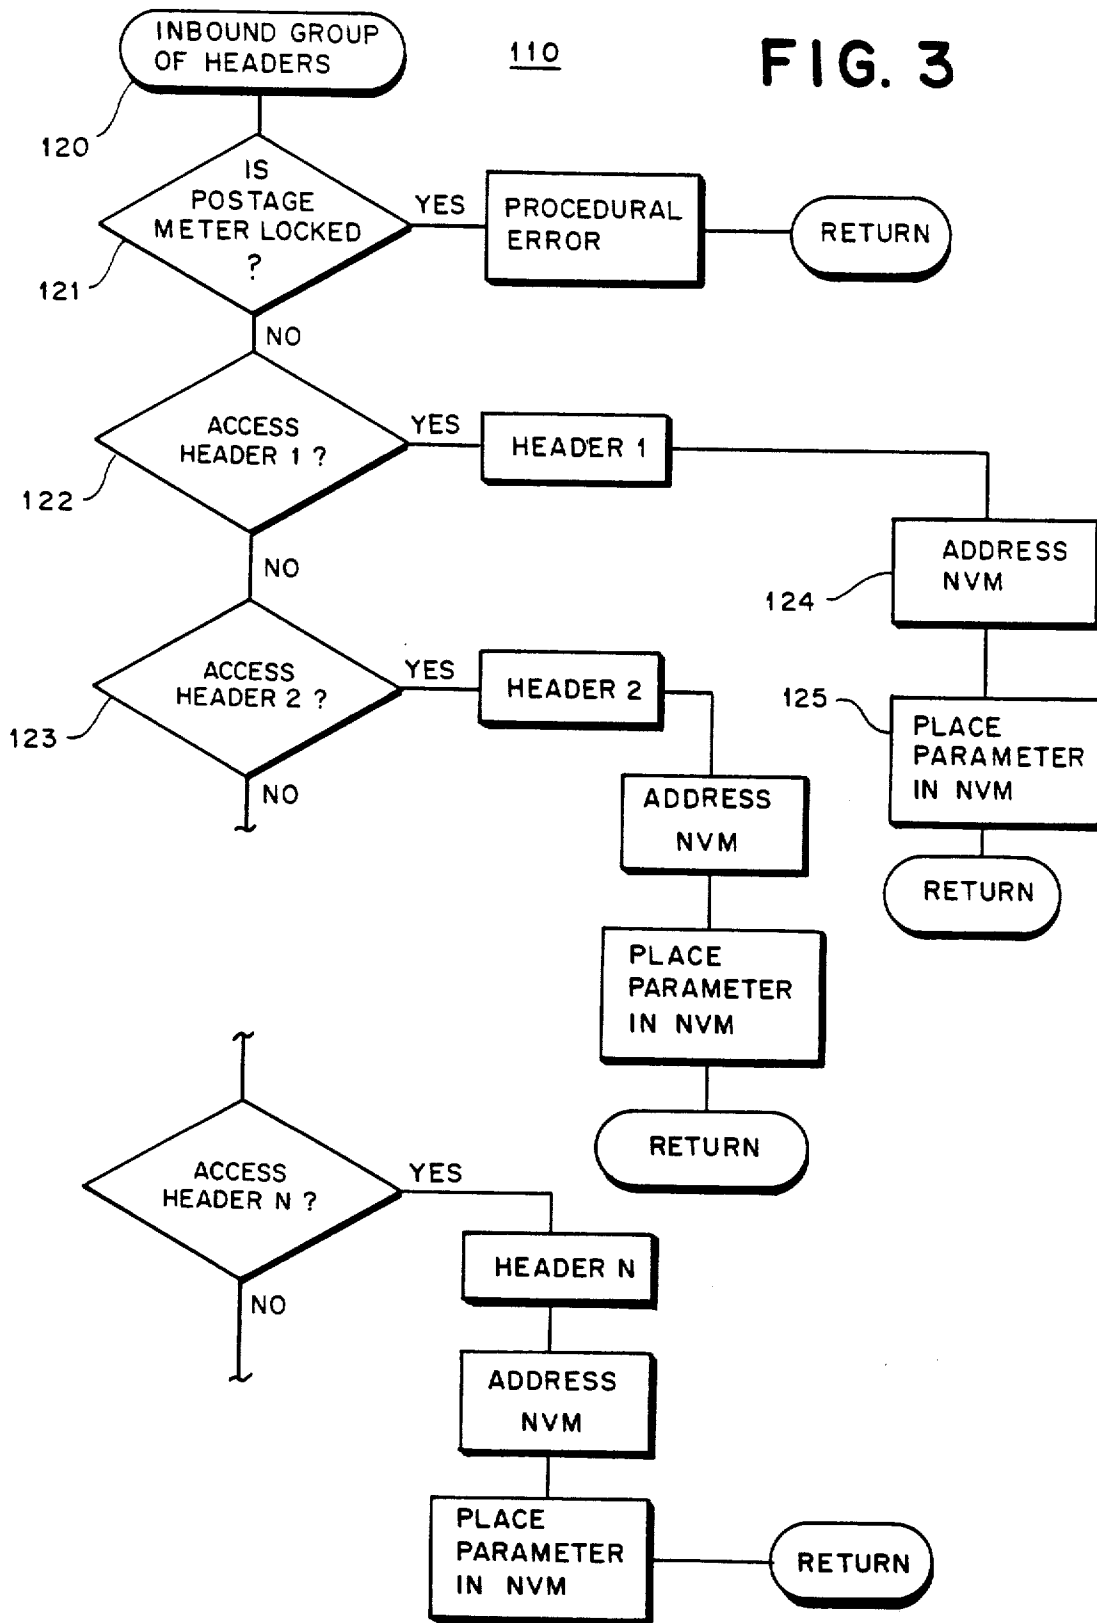 INBOUND GROUP
OF HEADERS
110
FIG. 3
120
IS
POSTAGE
METER LOCKED
?
121
YES
PROCEDURAL
ERROR
RETURN
NO
ACCESS
HEADER 1 ?
122
YES
HEADER 1
NO
ADDRESS
NVM
124
ACCESS
HEADER 2 ?
123
YES
HEADER 2
125
PLACE
PARAMETER
IN NVM
NO
ADDRESS
NVM
RETURN
PLACE
PARAMETER
IN NVM
RETURN
ACCESS
HEADER N ?
YES
HEADER N
NO
ADDRESS
NVM
PLACE
PARAMETER
IN NVM
RETURN